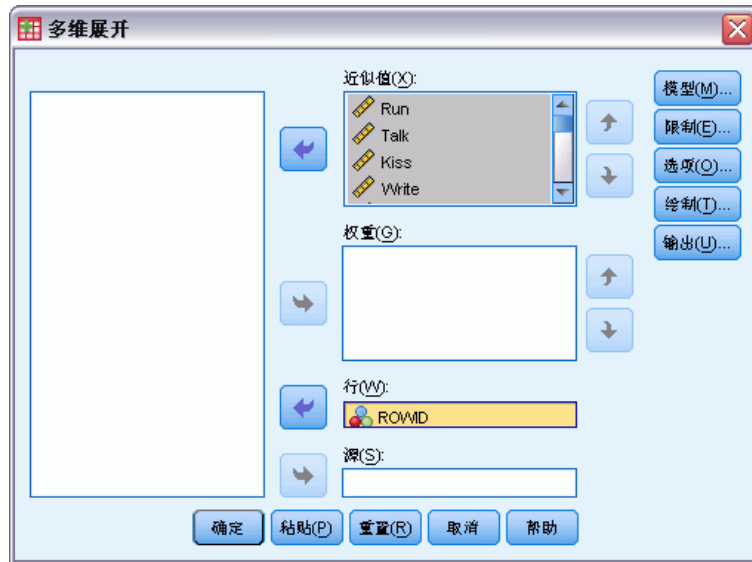 多维展开
近似值(X):
Run
Talk
Kiss
Write
模型(M)...
限制(E)...
选项(O)...
绘制(T)...
输出(U)...
权重(G):
行(W):
ROWID
源(S):
确定
粘贴(P)
重置(R)
取消
帮助